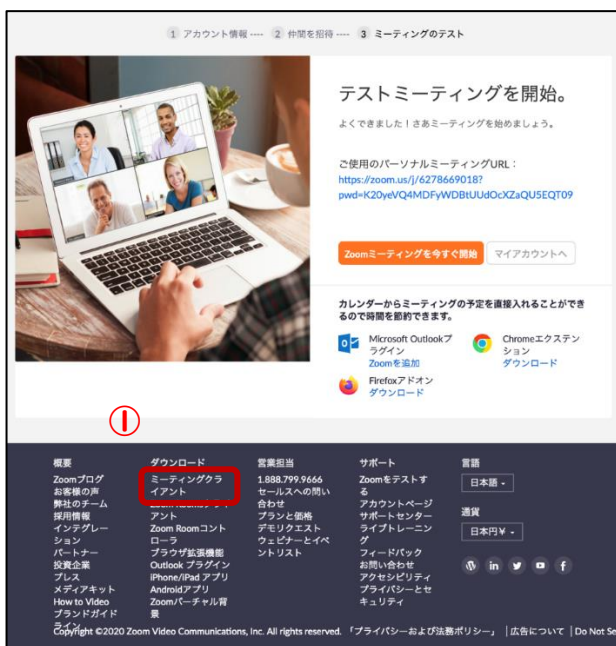 1 アカウント情報 ---- 2 仲間を招待 ---- 3 ミーティングのテスト
テストミーティングを開始。
よくできました！さあミーティングを始めましょう。
ご使用のパーソナルミーティングURL：
https://zoom.us/j/6278669018?
pwd=K20yeVQ4MDFyWDBtUUdOcXZaQU5EQT09
Zoomミーティングを今すぐ開始 マイアカウントへ
カレンダーからミーティングの予定を直接入れることができ
るので時間を節約できます。
Microsoft Outlookプ
ラグイン
Zoomを追加
Chromeエクステン
ション
ダウンロード
Firefoxアドオン
ダウンロード
①
概要
Zoomブログ
お客様の声
弊社のチーム
採用情報
インテグレー
ション
パートナー
投資企業
プレス
メディアキット
How to Video
ブランドガイド
ライン
ダウンロード
ミーティングクラ
イアント
アント
Zoom Roomコント
ローラ
ブラウザ拡張機能
Outlook プラグイン
iPhone/iPad アプリ
Androidアプリ
Zoomバーチャル背
景
営業担当
1.888.799.9666
セールスへの問い
合わせ
プランと価格
デモリクエスト
ウェビナーとイベ
ントリスト
サポート
Zoomをテストす
る
アカウントページ
サポートセンター
ライブトレーニン
グ
フィードバック
お問い合わせ
アクセシビリティ
プライバシーとセ
キュリティ
言語
日本語
通貨
日本円¥
Copyright ©2020 Zoom Video Communications, Inc. All rights reserved. 「プライバシーおよび法務ポリシー」 |広告について | Do Not Se